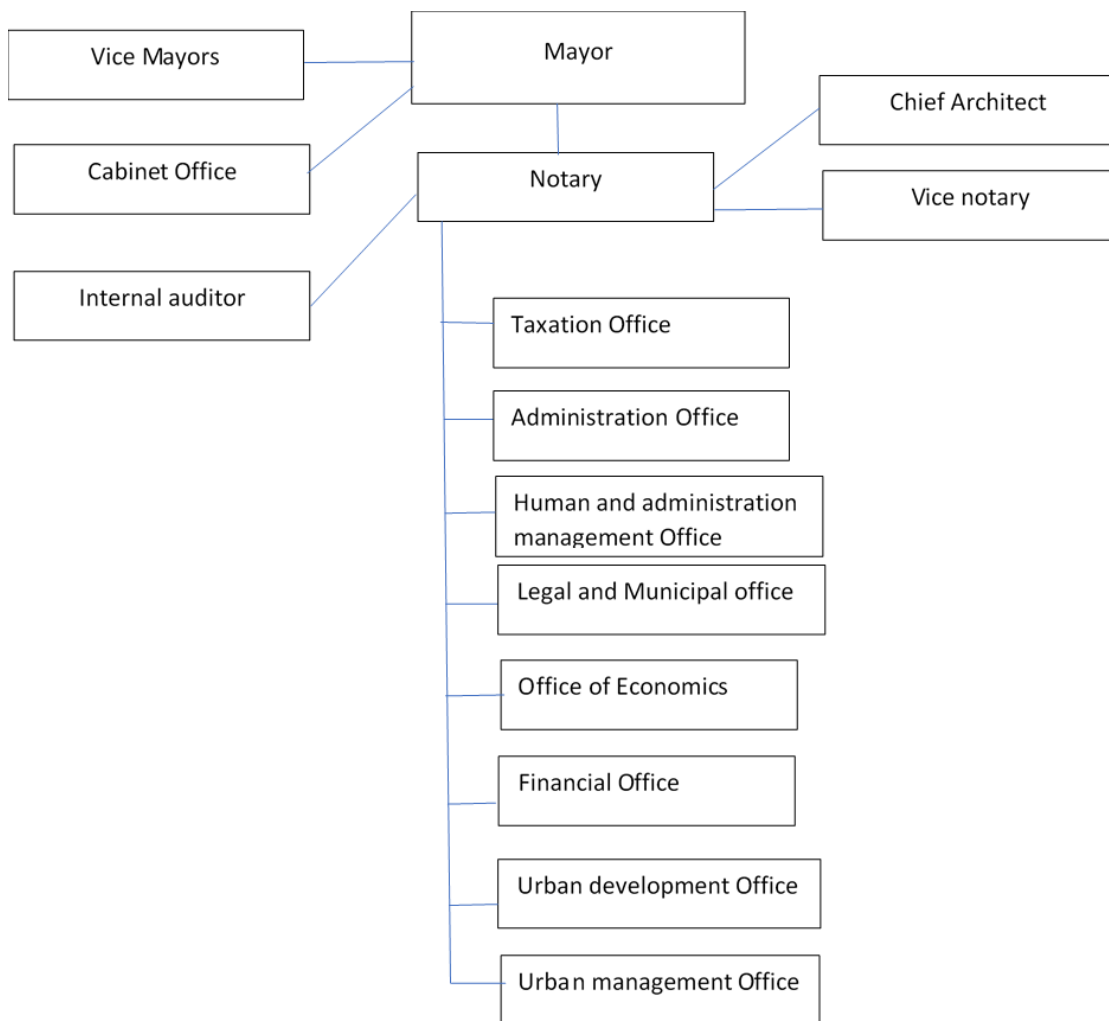 Vice Mayors
Mayor
Chief Architect
Cabinet Office
Notary
Vice notary
Internal auditor
Taxation Office
Administration Office
Human and administration
management Office
Legal and Municipal office
Office of Economics
Financial Office
Urban development Office
Urban management Office